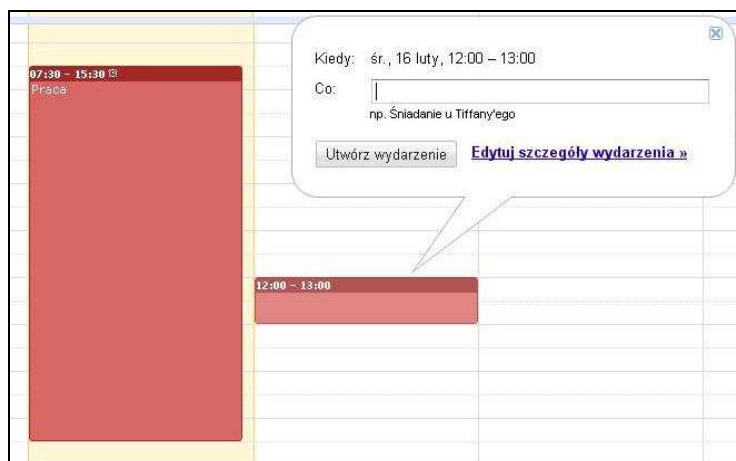 07:30 – 15:30
Praca
Kiedy: śr., 16 luty, 12:00 – 13:00
Co:
np. Śniadanie u Tiffany'ego
Utwórz wydarzenie Edytuj szczegóły wydarzenia »
12:00 – 13:00